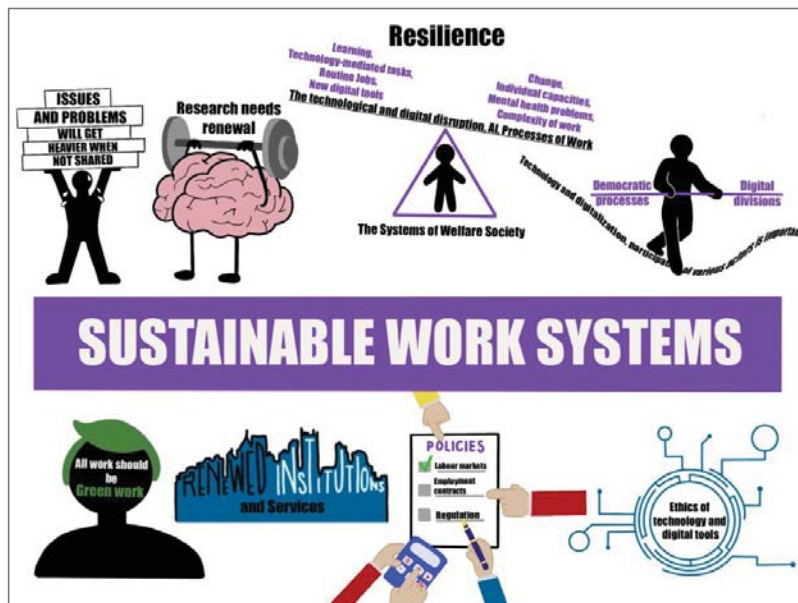 Resilience
ISSUES
AND PROBLEMS
WILL GET
HEAVIER WHEN
NOT SHARED
Research needs
renewal
Learning,
Technology-mediated tasks,
Routine Jobs,
New digital tools
Change,
Individual capacities,
Mental health problems,
Complexity of work
The technological and digital disruption, AI, Processes of Work
The Systems of Welfare Society
Democratic
processes
Digital
divisions
Technology and digitalization, participation of various actors is important
SUSTAINABLE WORK SYSTEMS
All work should
be
Green work
RENEWED INSTITUTIONS
and Services
POLICIES
Labour markets
Employment
contracts
Regulation
Ethics of
technology and
digital tools